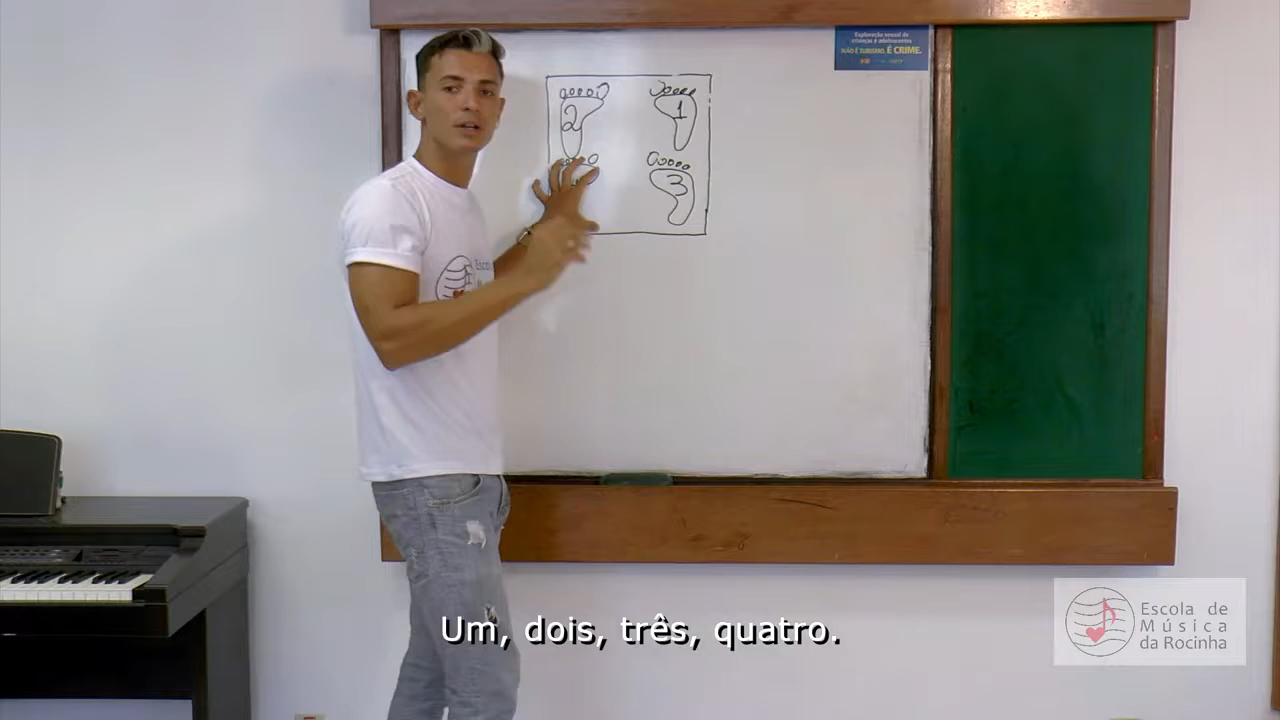 Exploração sexual de
crianças e adolescentes
NÃO É TURISMO. É CRIME.
2 1
3
Esco
M
Um, dois, três, quatro.
Escola de
Música
da Rocinha